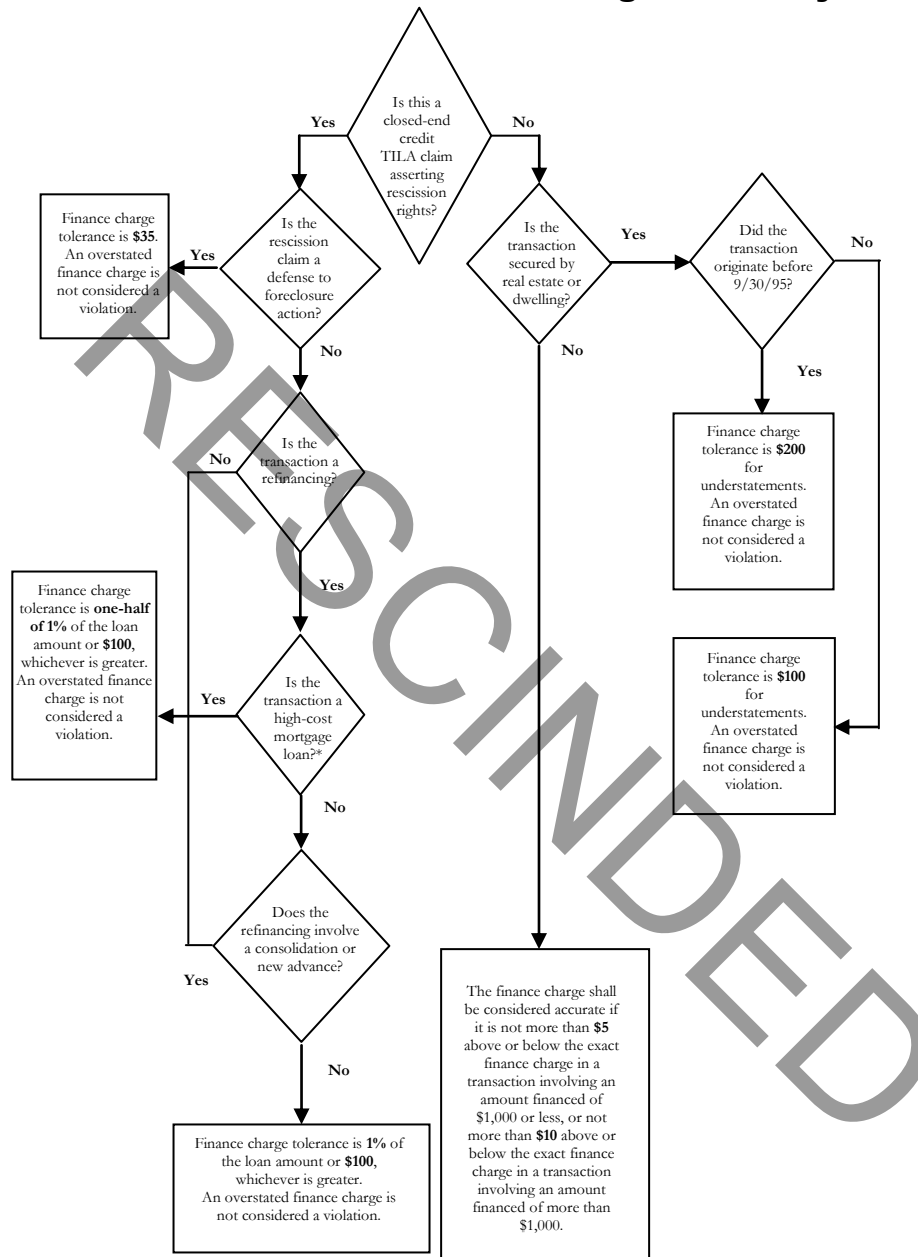 Is this a
closed-end
credit
TILA claim
asserting
rescission
rights?
Yes
No
Is the
rescission
claim a
defense to
foreclosure
action?
Yes
No
Finance charge
tolerance is $35.
An overstated
finance charge is
not considered a
violation.
Is the
transaction
secured by
real estate or
dwelling?
Yes
No
Did the
transaction
originate before
9/30/95?
No
Yes
Finance charge
tolerance is $200
for
understatements.
An overstated
finance charge is
not considered a
violation.
Is the
transaction a
refinancing?
No
Yes
Finance charge
tolerance is one-half
of 1% of the loan
amount or $100,
whichever is greater.
An overstated finance
charge is not
considered a
violation.
Is the
transaction a
high-cost
mortgage
loan?*
Yes
No
Finance charge
tolerance is $100
for
understatements.
An overstated
finance charge is
not considered a
violation.
Does the
refinancing involve
a consolidation or
new advance?
Yes
No
Finance charge tolerance is 1% of
the loan amount or $100,
whichever is greater.
An overstated finance charge is
not considered a violation.
The finance charge shall
be considered accurate if
it is not more than $5
above or below the exact
finance charge in a
transaction involving an
amount financed of
$1,000 or less, or not
more than $10 above or
below the exact finance
charge in a transaction
involving an amount
financed of more than
$1,000.
RESCINDED